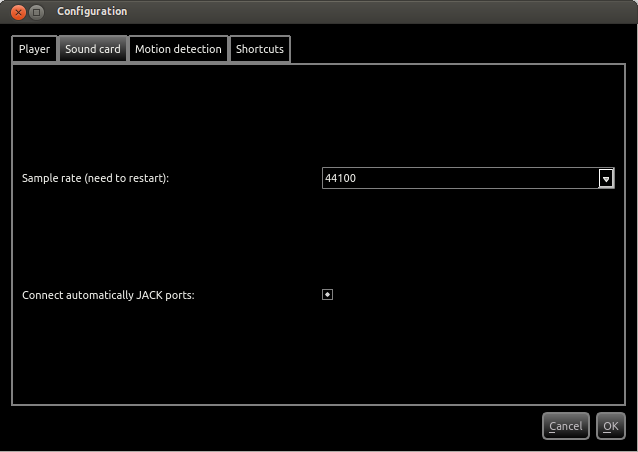 Configuration
Player Sound card Motion detection Shortcuts
Sample rate (need to restart): 44100
Connect automatically JACK ports:
Cancel OK